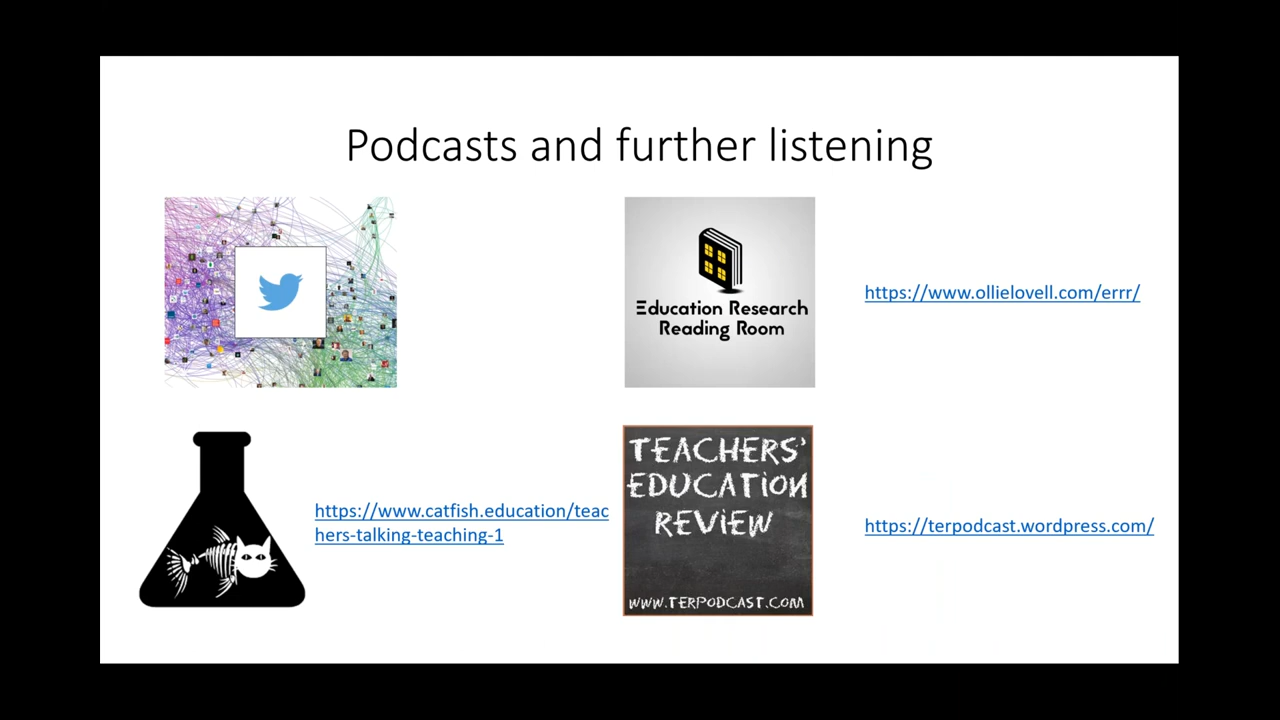 Podcasts and further listening
Education Research
Reading Room
https://www.ollielovell.com/errr/
https://www.catfish.education/teac
hers-talking-teaching-1
TEACHERS'
EDUCATION
REVIEW
WWW.TERPODCAST.COM
https://terpodcast.wordpress.com/